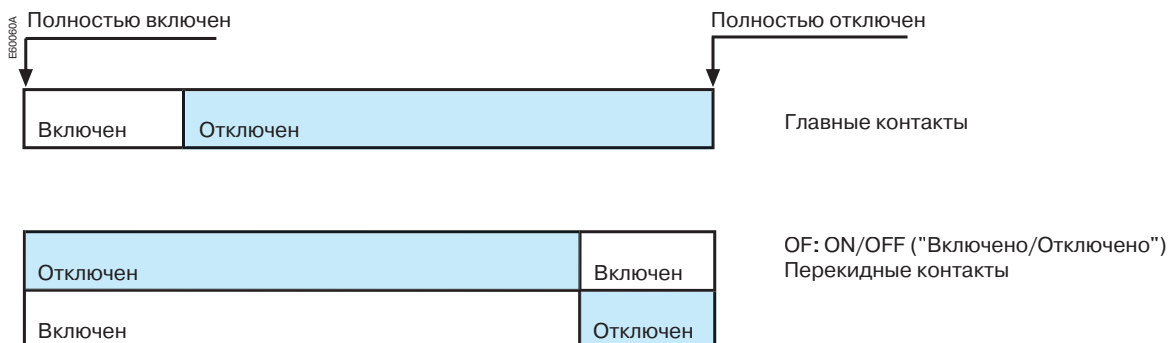 E60060A
Полностью включен
Полностью отключен
Включен
Отключен
Главные контакты
Отключен
Включен
OF: ON/OFF ("Включено/Отключено")
Перекидные контакты
Включен
Отключен